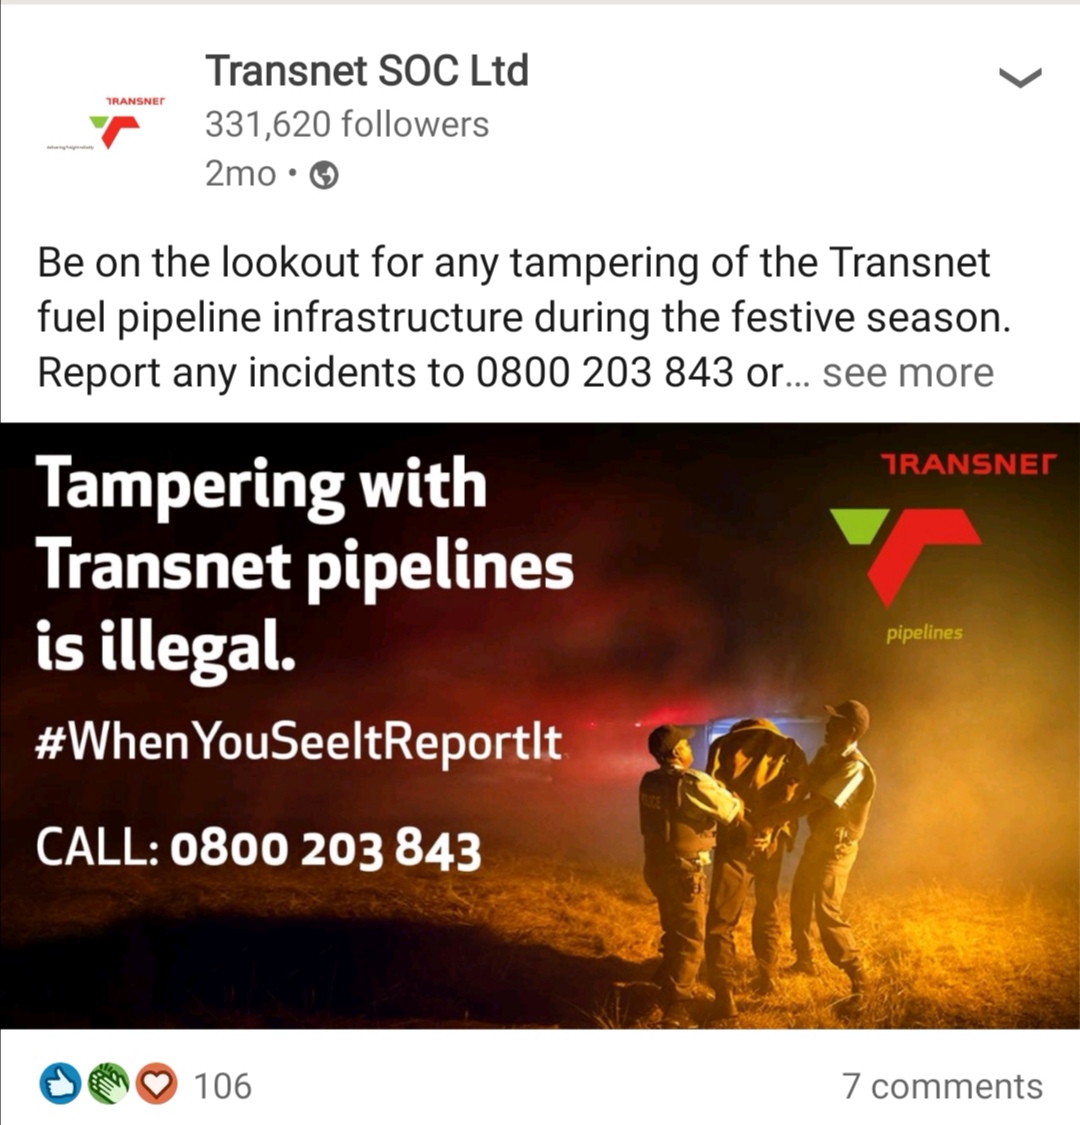 Transnet SOC Ltd
TRANSNET
331,620 followers
2mo •
Be on the lookout for any tampering of the Transnet
fuel pipeline infrastructure during the festive season.
Report any incidents to 0800 203 843 or... see more
Tampering with
Transnet pipelines
is illegal.
#WhenYouSeeItReportIt
CALL: 0800 203 843
TRANSNET
pipelines
POLICE
106
7 comments